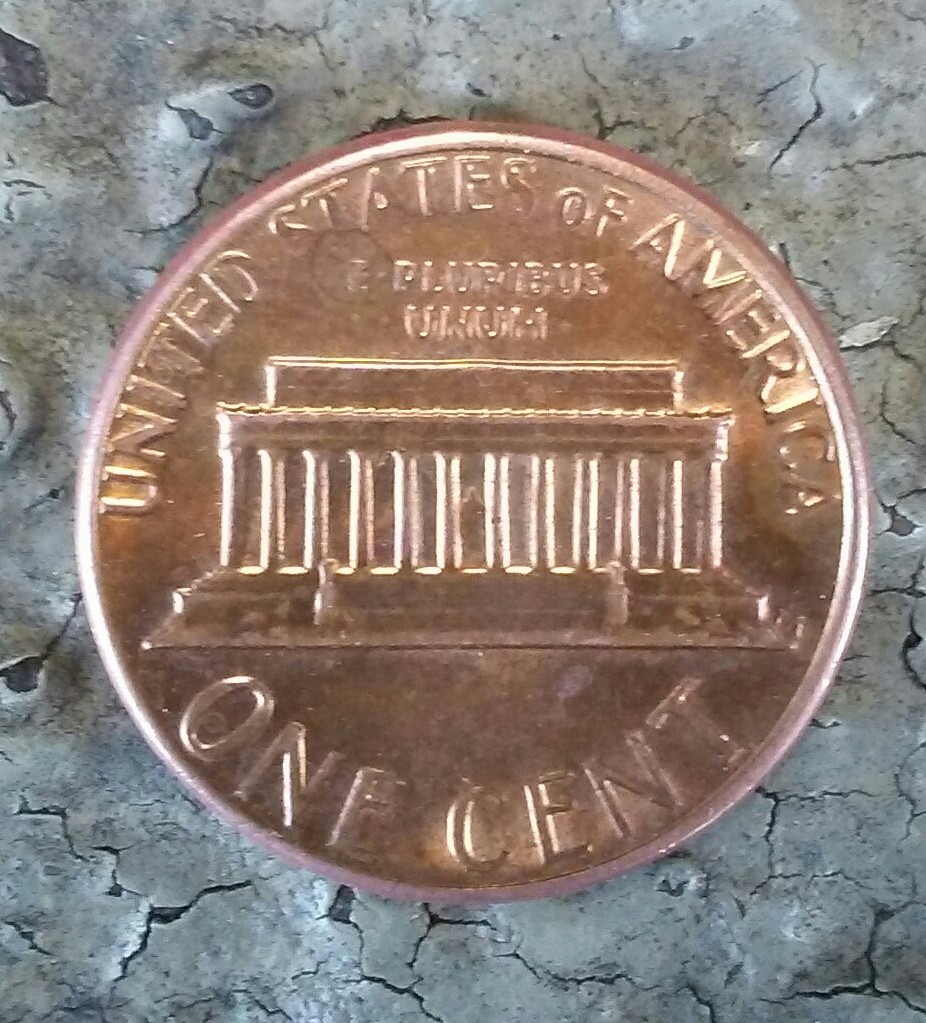 UNITED STATES OF AMERICA
E PLURIBUS
UNUM
ONE CENT